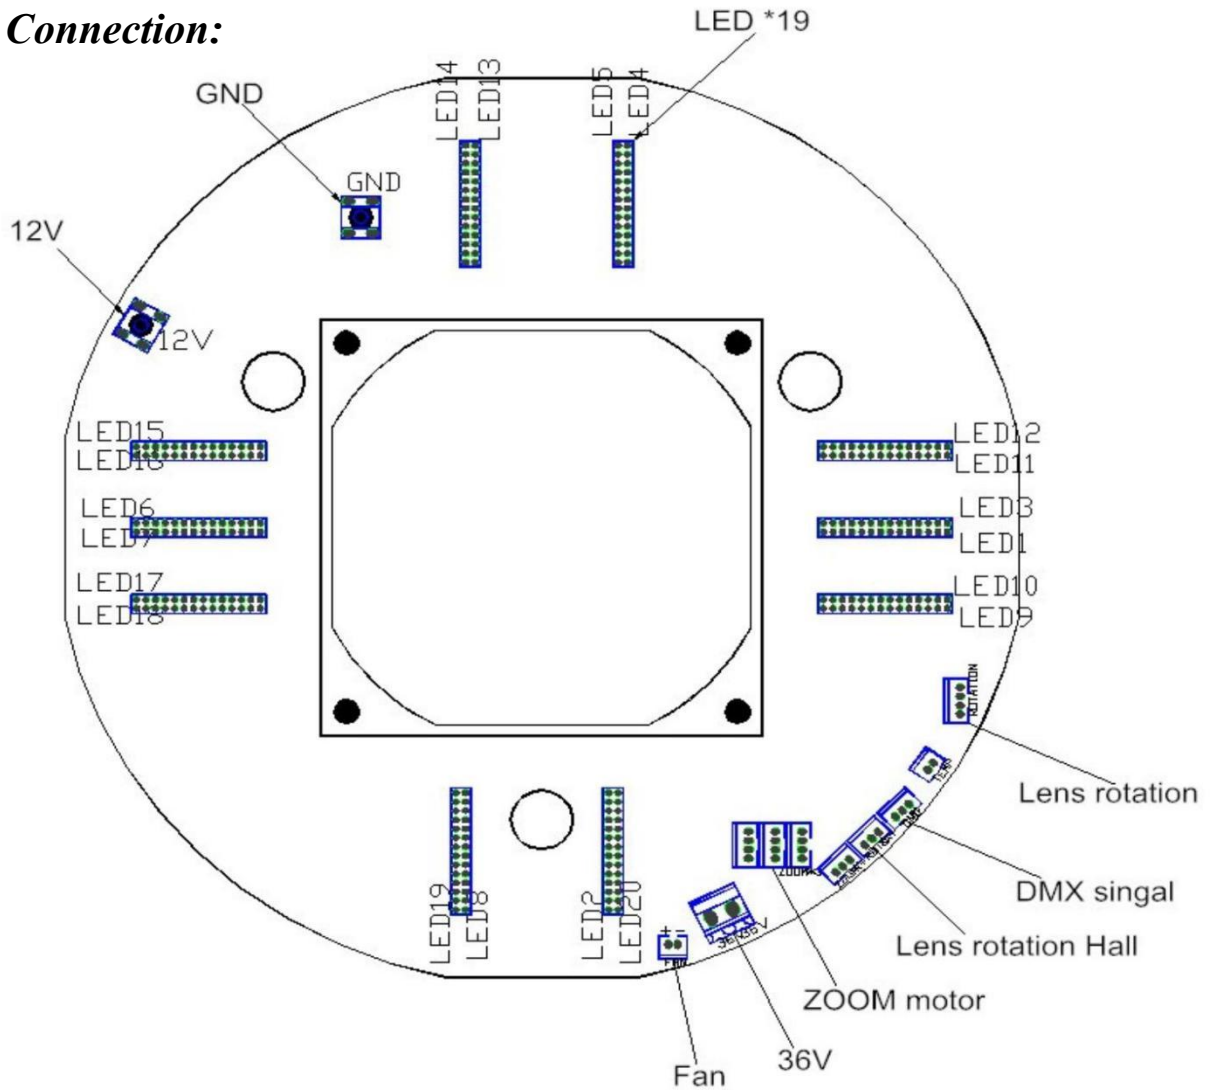 Connection:
LED *19
GND
LED14
LED13
LED5
LED4
GND
12V
12V
LED15
LED16
LED12
LED11
LED6
LED7
LED3
LED1
LED17
LED18
LED10
LED9
ROTATION
TEMP
Lens rotation
DMX singal
Lens rotation Hall
LED19
LED8
LED2
LED20
+ -
FAN
36V
36V
ZOOM motor
36V
Fan